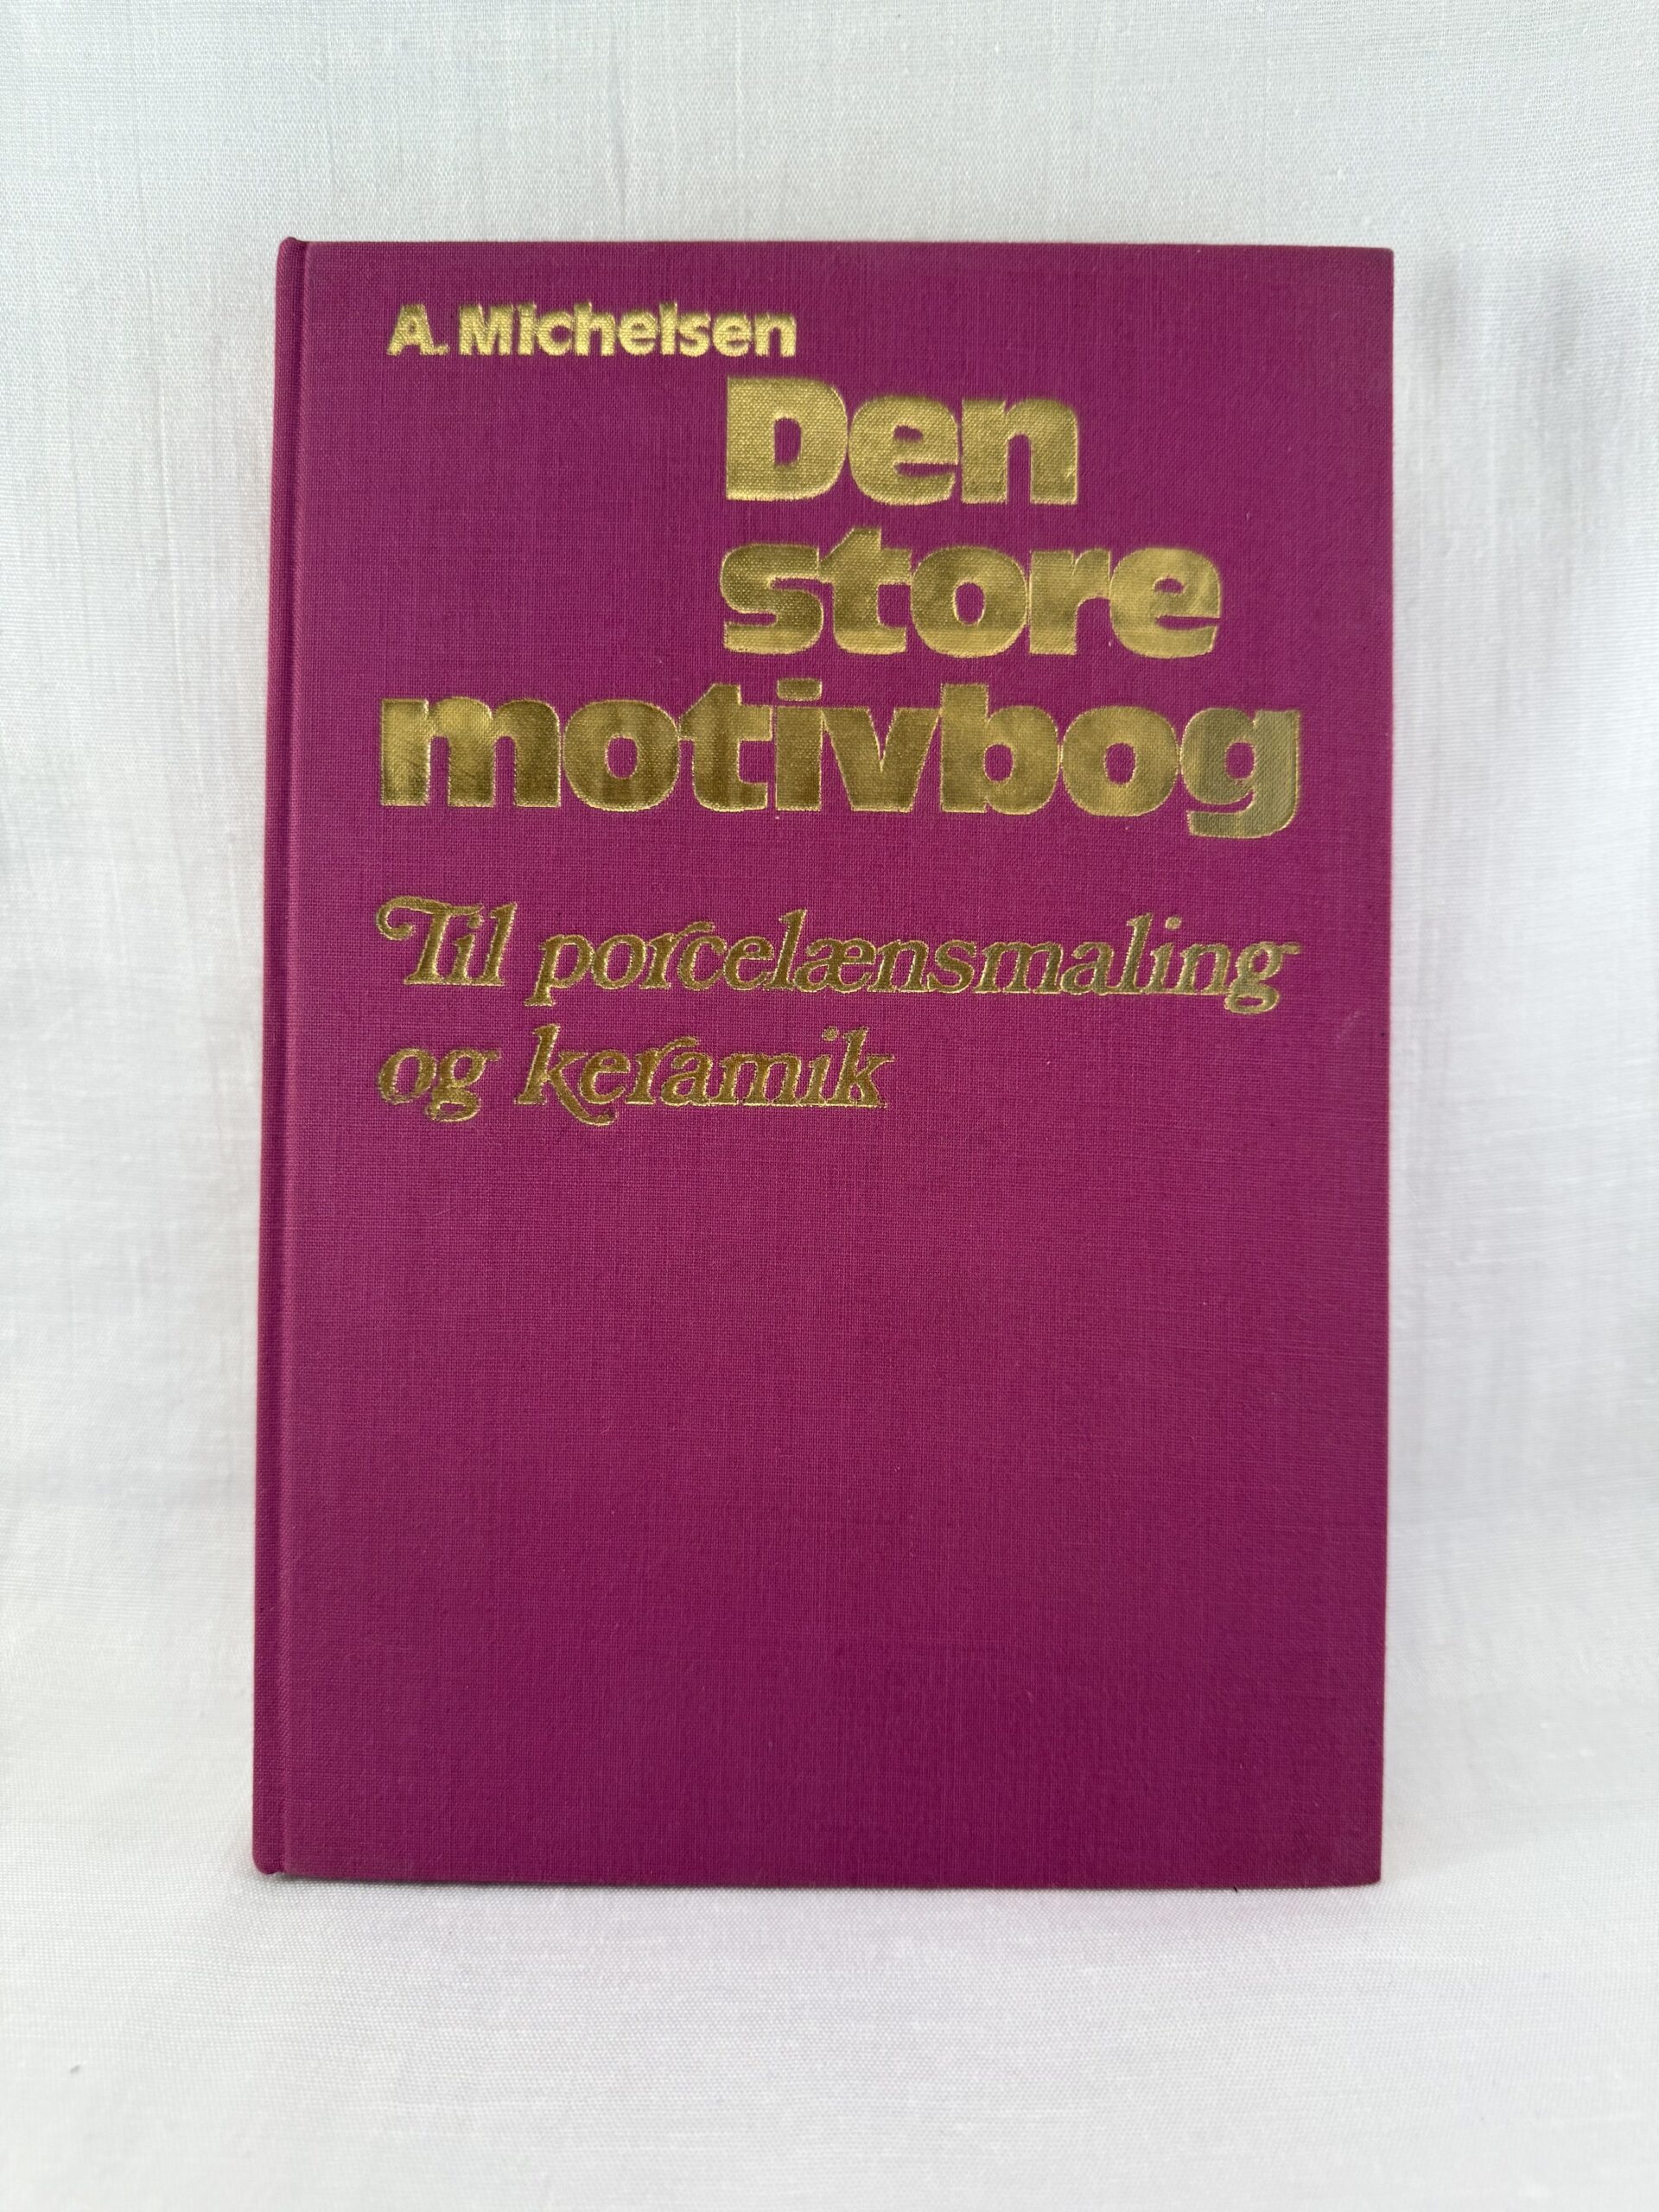 A. Michelsen
Den
store
motivbog
Til porcelænsmaling
og keramik